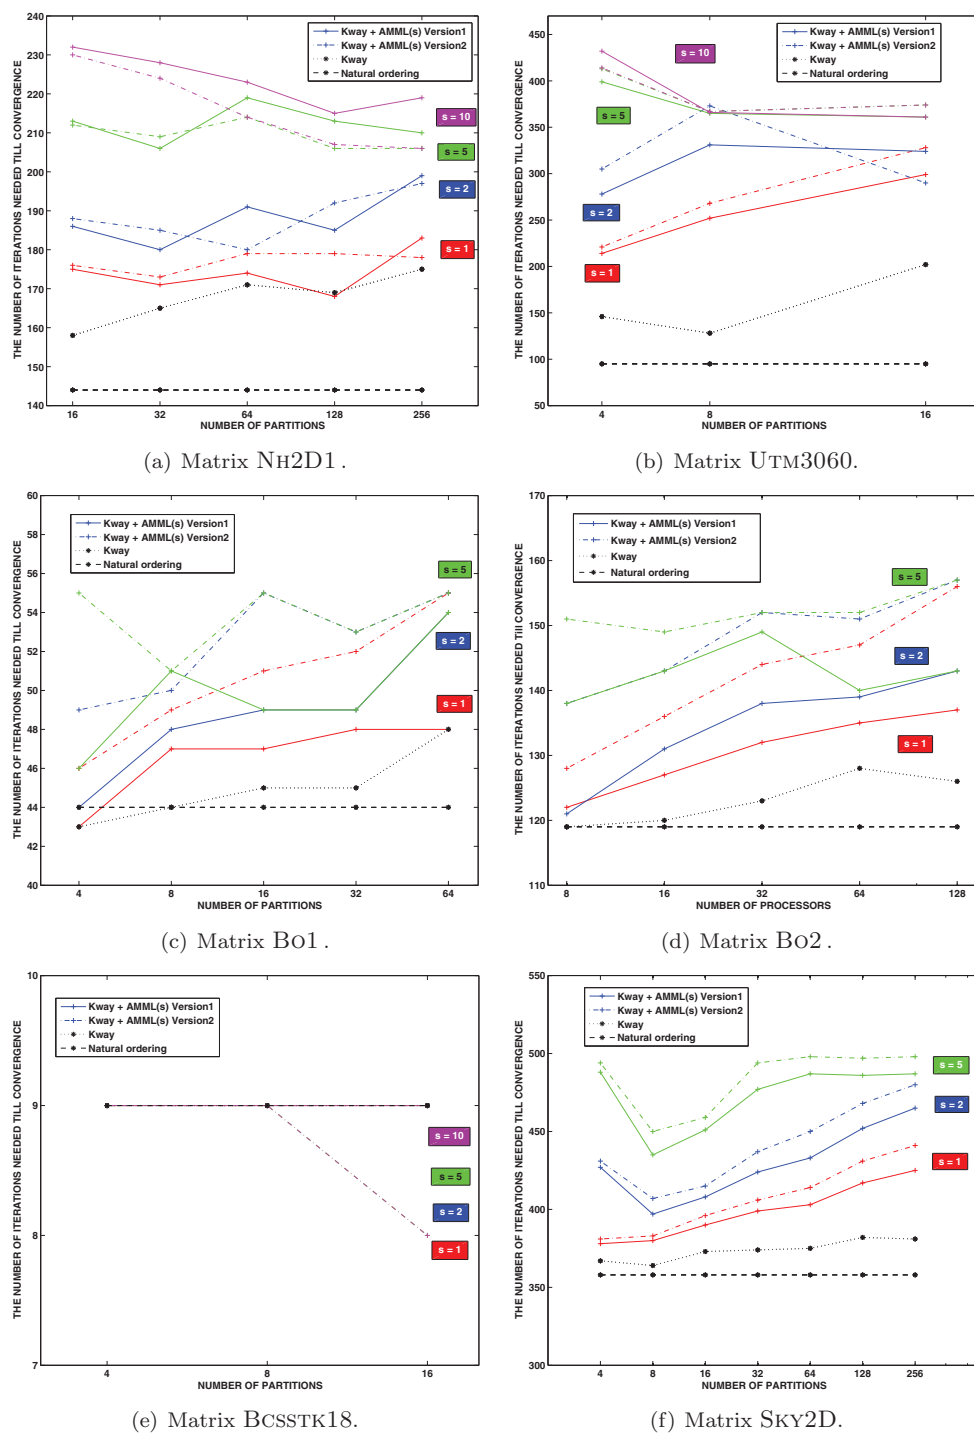 THE NUMBER OF ITERATIONS NEEDED TILL CONVERGENCE
240
230
220
210
200
190
180
170
160
150
140
16
32
64
128
256
NUMBER OF PARTITIONS
Kway + AMML(s) Version1
Kway + AMML(s) Version2
Kway
Natural ordering
s = 10
s = 5
s = 2
s = 1
(a) Matrix NH2D1.
THE NUMBER OF ITERATIONS NEEDED TILL CONVERGENCE
450
400
350
300
250
200
150
100
50
4
8
16
NUMBER OF PARTITIONS
Kway + AMML(s) Version1
Kway + AMML(s) Version2
Kway
Natural ordering
s = 10
s = 5
s = 2
s = 1
(b) Matrix UTM3060.
THE NUMBER OF ITERATIONS NEEDED TILL CONVERGENCE
60
58
56
54
52
50
48
46
44
42
40
4
8
16
32
64
NUMBER OF PARTITIONS
Kway + AMML(s) Version1
Kway + AMML(s) Version2
Kway
Natural ordering
s = 5
s = 2
s = 1
(c) Matrix BO1.
THE NUMBER OF ITERATIONS NEEDED Till CONVERGENCE
170
160
150
140
130
120
110
8
16
32
64
128
NUMBER OF PROCESSORS
Kway + AMML(s) Version1
Kway + AMML(s) Version2
Kway
Natural ordering
s = 5
s = 2
s = 1
(d) Matrix BO2.
THE NUMBER OF ITERATIONS NEEDED TILL CONVERGENCE
10
9
8
7
4
8
16
NUMBER OF PARTITIONS
Kway + AMML(s) Version1
Kway + AMML(s) Version2
Kway
Natural ordering
s = 10
s = 5
s = 2
s = 1
(e) Matrix BCSSTK18.
THE NUMBER OF ITERATIONS NEEDED TILL CONVERGENCE
550
500
450
400
350
300
4
8
16
32
64
128
256
NUMBER OF PARTITIONS
Kway + AMML(s) Version1
Kway + AMML(s) Version2
Kway
Natural ordering
s = 5
s = 2
s = 1
(f) Matrix SKY2D.